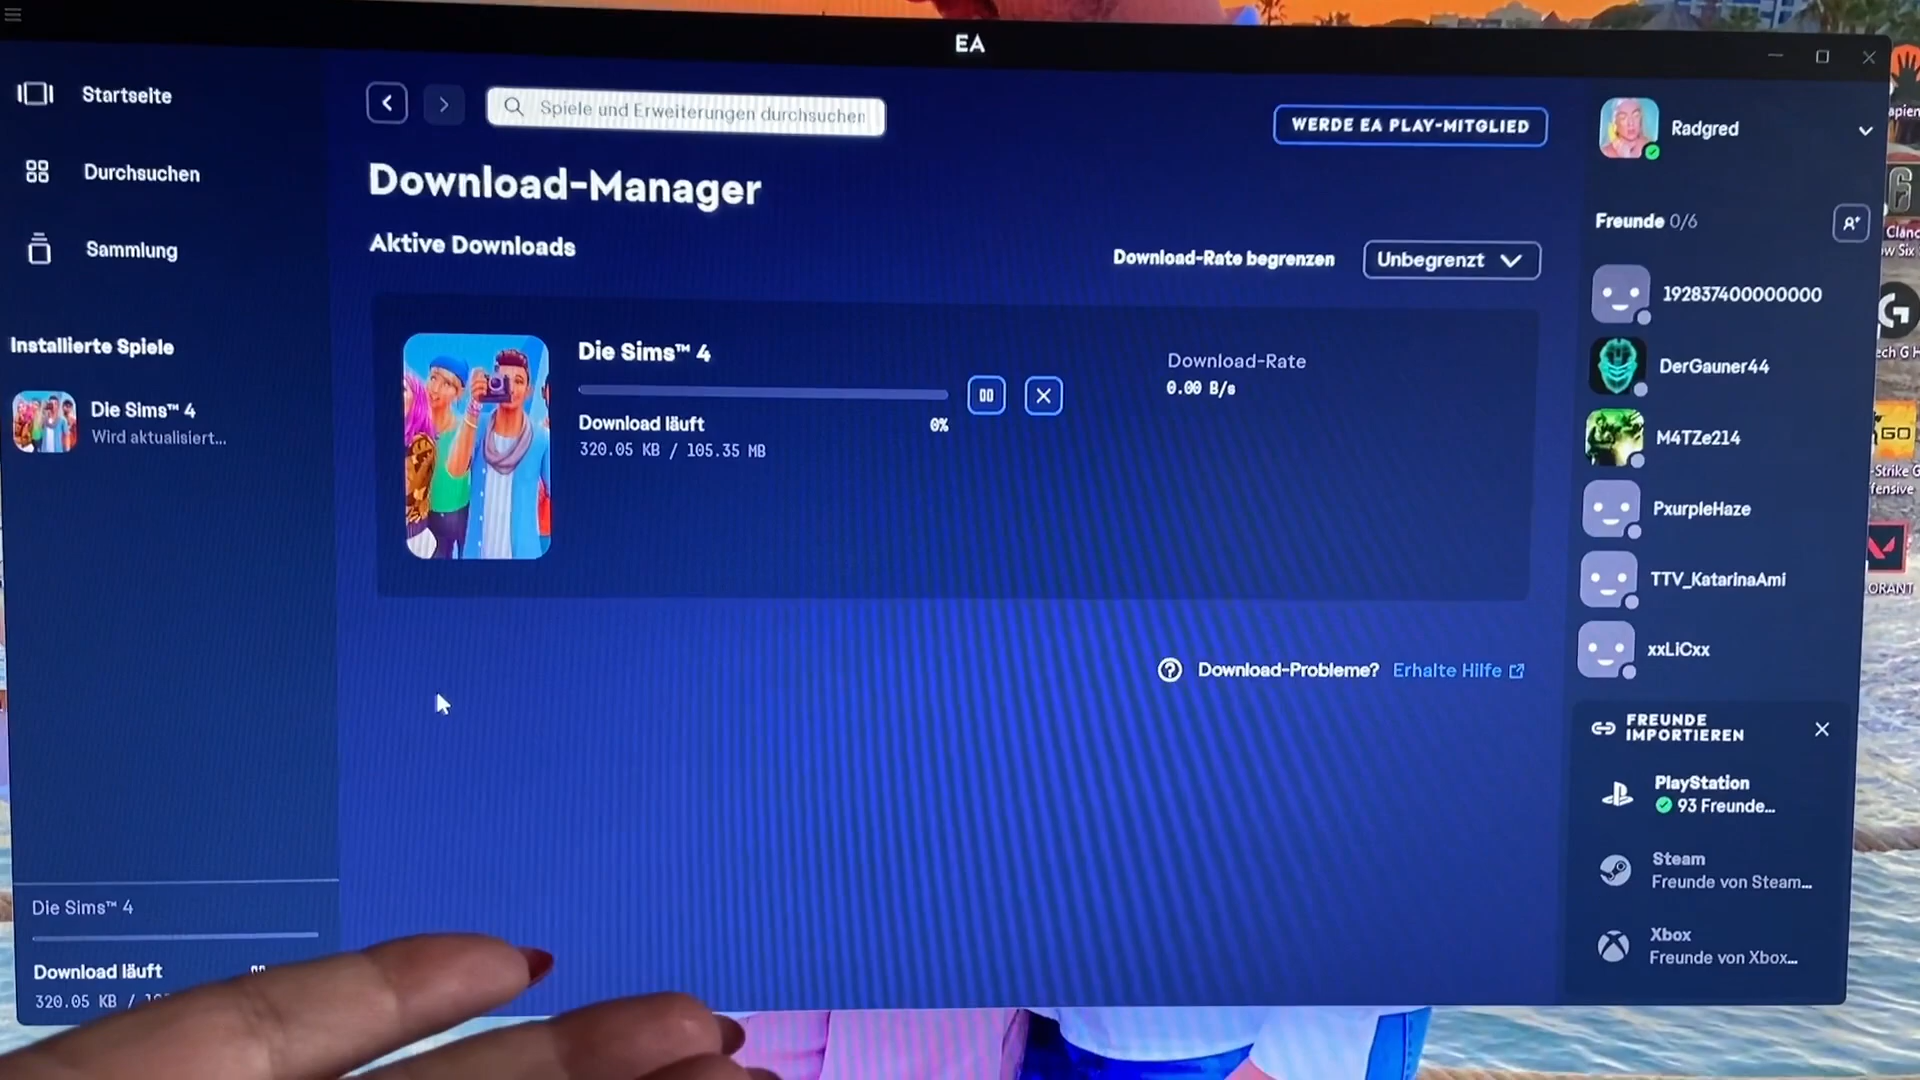 EA
Startseite
Durchsuchen
Sammlung
Installierte Spiele
Die Sims™ 4
Wird aktualisiert...
Die Sims™ 4
Download läuft
320.05 KB /
Spiele und Erweiterungen durchsuchen
WERDE EA PLAY-MITGLIED
Download-Manager
Aktive Downloads
Download-Rate begrenzen
Unbegrenzt
Die Sims™ 4
Download läuft
0%
320.05 KB / 105.35 MB
Download-Rate
0.00 B/s
Download-Probleme? Erhalte Hilfe
Radgred
Freunde 0/6
192837400000000
DerGauner44
M4TZe214
PxurpleHaze
TTV_KatarinaAmi
xxLiCxx
FREUNDE
IMPORTIEREN
PlayStation
93 Freunde...
Steam
Freunde von Steam...
Xbox
Freunde von Xbox...
GO